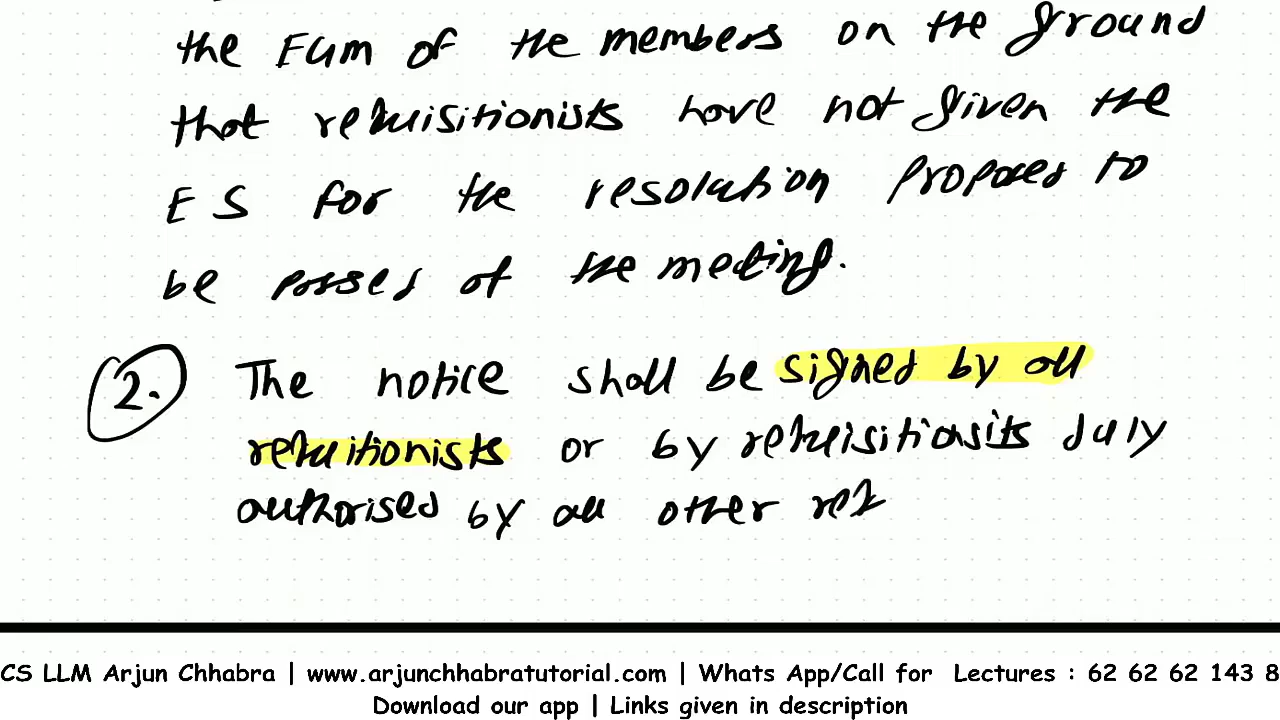 the EGM of the members on the ground
that requisitionists have not given the
ES for the resolution proposed to
be passed at the meeting.
2. The notice shall be signed by all
requitionists or by requisitionsits duly
authorised by all other req
CS LLM Arjun Chhabra | www.arjunchhabratutorial.com | Whats App/Call for Lectures : 62 62 62 143 8
Download our app | Links given in description